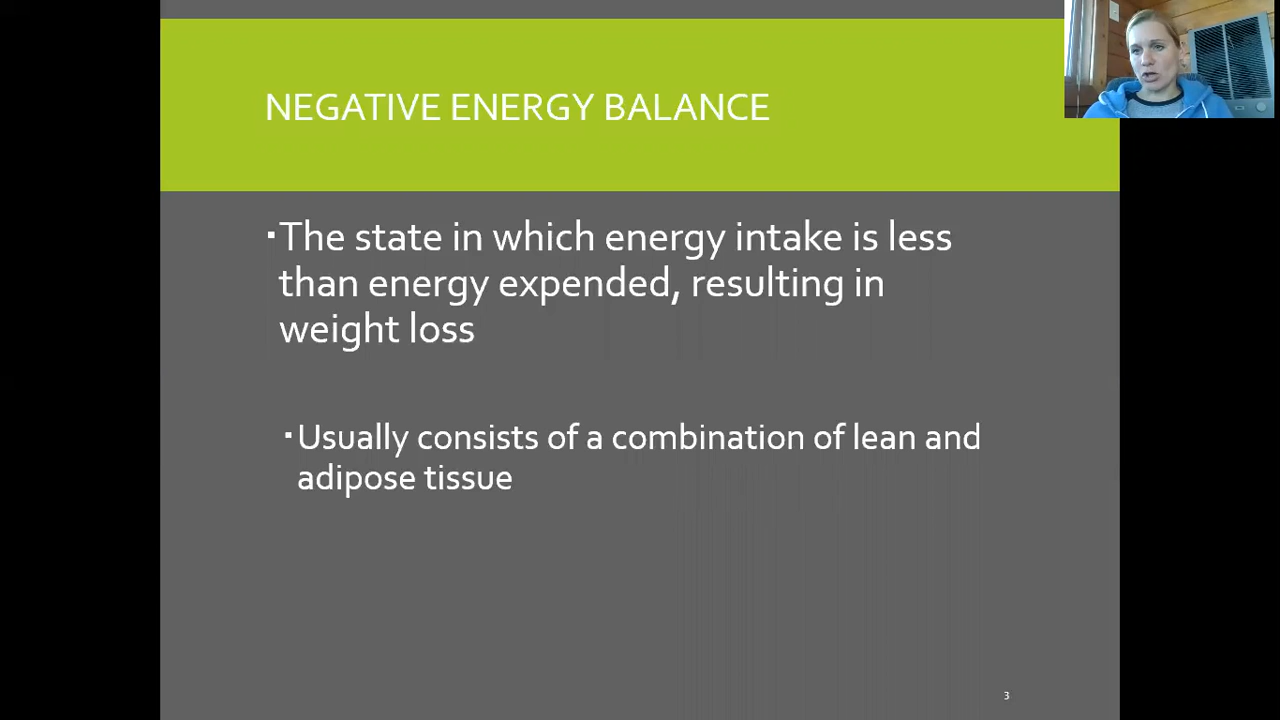 NEGATIVE ENERGY BALANCE
▪The state in which energy intake is less
than energy expended, resulting in
weight loss
▪Usually consists of a combination of lean and
adipose tissue
3